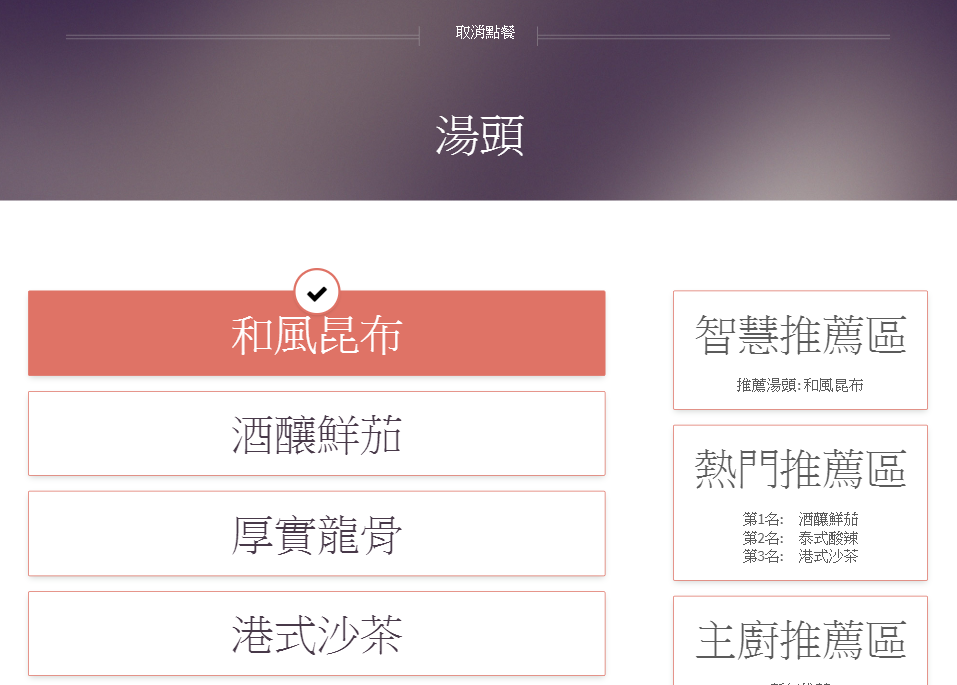 取消點餐
湯頭
和風昆布
酒釀鮮茄
厚實龍骨
港式沙茶
智慧推薦區
推薦湯頭:和風昆布
熱門推薦區
第1名: 酒釀鮮茄
第2名: 泰式酸辣
第3名: 港式沙茶
主廚推薦區